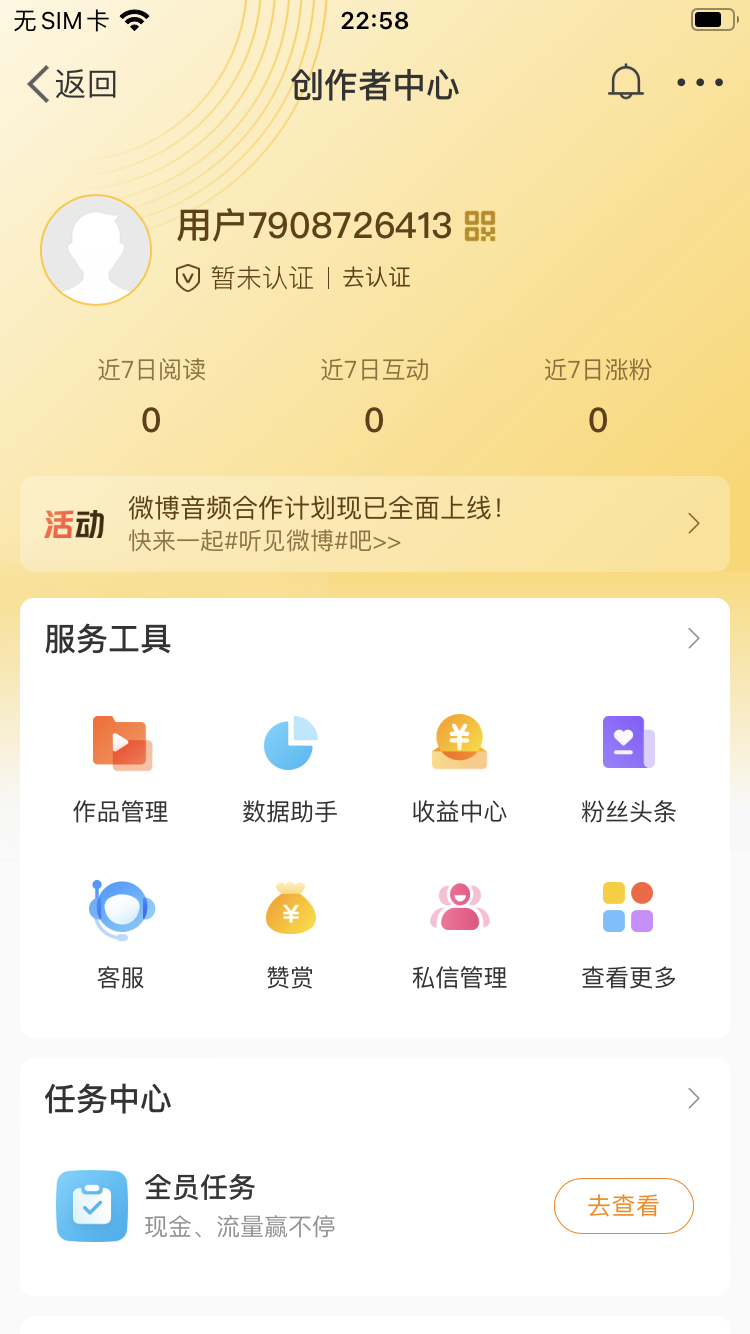 无SIM卡
22:58
返回
创作者中心
用户7908726413
暂未认证 | 去认证
近7日阅读
近7日互动
近7日涨粉
0
0
0
活动
微博音频合作计划现已全面上线！
快来一起#听见微博#吧>>
服务工具
作品管理
数据助手
收益中心
粉丝头条
客服
赞赏
私信管理
查看更多
任务中心
全员任务
现金、流量赢不停
去查看